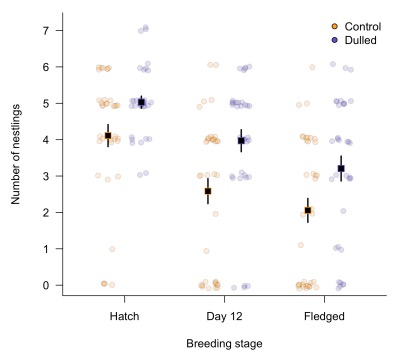 Control
Dulled
Number of nestlings
7
6
5
4
3
2
1
0
Hatch Day 12 Fledged
Breeding stage